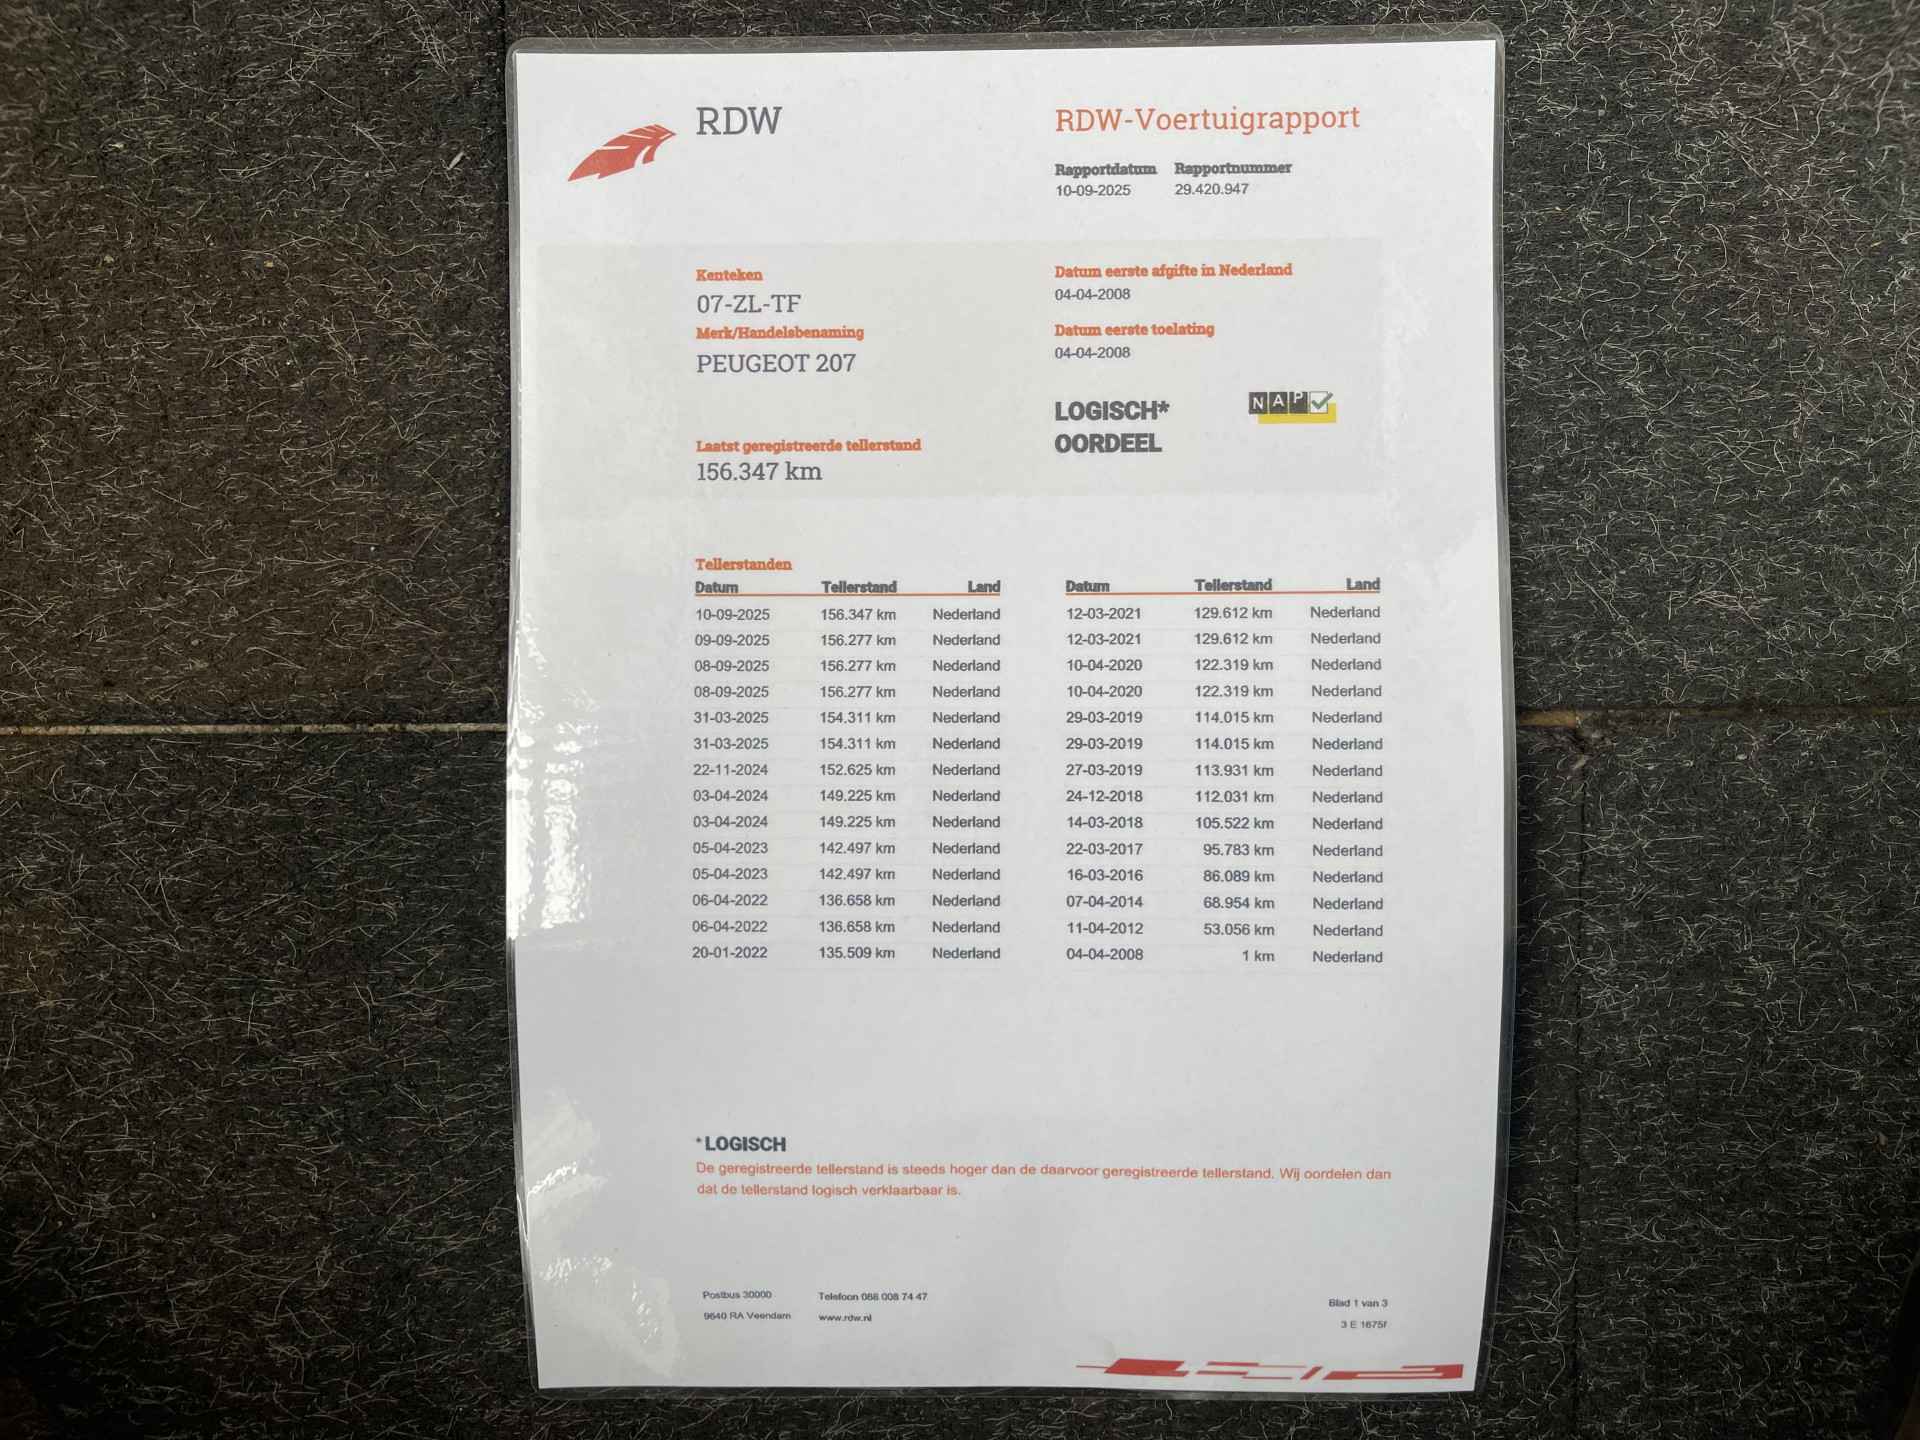 RDW
RDW-Voertuigrapport
Rapportdatum Rapportnummer
10-09-2025 29.420.947
Kenteken
07-ZL-TF
Merk/Handelsbenaming
PEUGEOT 207
Laatst geregistreerde tellerstand
156.347 km
Datum eerste afgifte in Nederland
04-04-2008
Datum eerste toelating
04-04-2008
LOGISCH*
OORDEEL
NAP
Tellerstanden
Datum Tellerstand Land
10-09-2025 156.347 km Nederland
09-09-2025 156.277 km Nederland
08-09-2025 156.277 km Nederland
08-09-2025 156.277 km Nederland
31-03-2025 154.311 km Nederland
31-03-2025 154.311 km Nederland
22-11-2024 152.625 km Nederland
03-04-2024 149.225 km Nederland
03-04-2024 149.225 km Nederland
05-04-2023 142.497 km Nederland
05-04-2023 142.497 km Nederland
06-04-2022 136.658 km Nederland
06-04-2022 136.658 km Nederland
20-01-2022 135.509 km Nederland
Datum Tellerstand Land
12-03-2021 129.612 km Nederland
12-03-2021 129.612 km Nederland
10-04-2020 122.319 km Nederland
10-04-2020 122.319 km Nederland
29-03-2019 114.015 km Nederland
29-03-2019 114.015 km Nederland
27-03-2019 113.931 km Nederland
24-12-2018 112.031 km Nederland
14-03-2018 105.522 km Nederland
22-03-2017 95.783 km Nederland
16-03-2016 86.089 km Nederland
07-04-2014 68.954 km Nederland
11-04-2012 53.056 km Nederland
04-04-2008 1 km Nederland
*LOGISCH
De geregistreerde tellerstand is steeds hoger dan de daarvoor geregistreerde tellerstand. Wij oordelen dan
dat de tellerstand logisch verklaarbaar is.
Postbus 30000 Telefoon 088 008 74 47
9640 RA Veendam www.rdw.nl
Blad 1 van 3
3 E 1675f